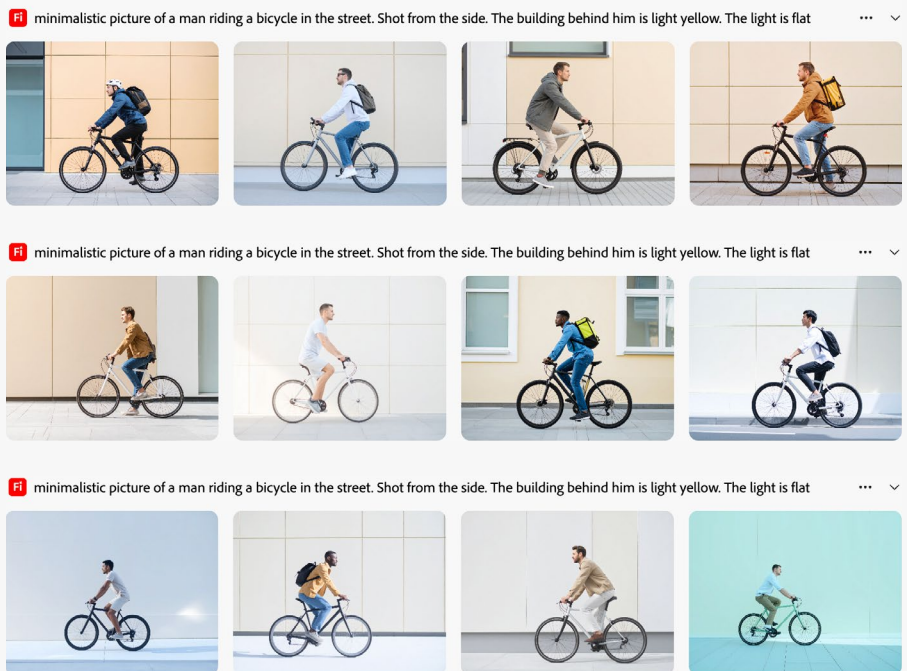 Fi minimalistic picture of a man riding a bicycle in the street. Shot from the side. The building behind him is light yellow. The light is flat
Fi minimalistic picture of a man riding a bicycle in the street. Shot from the side. The building behind him is light yellow. The light is flat
Fi minimalistic picture of a man riding a bicycle in the street. Shot from the side. The building behind him is light yellow. The light is flat